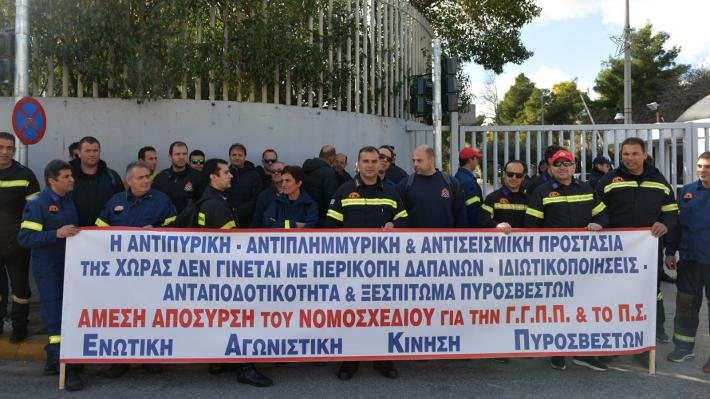 Η ΑΝΤΙΠΥΡΙΚΗ - ΑΝΤΙΠΛΗΜΜΥΡΙΚΗ & ΑΝΤΙΣΕΙΣΜΙΚΗ ΠΡΟΣΤΑΣΙΑ
ΤΗΣ ΧΩΡΑΣ ΔΕΝ ΓΙΝΕΤΑΙ ΜΕ ΠΕΡΙΚΟΠΗ ΔΑΠΑΝΩΝ - ΙΔΙΩΤΙΚΟΠΟΙΗΣΕΙΣ -
ΑΝΤΑΠΟΔΟΤΙΚΟΤΗΤΑ & ΞΕΣΠΙΤΩΜΑ ΠΥΡΟΣΒΕΣΤΩΝ
ΑΜΕΣΗ ΑΠΟΣΥΡΣΗ ΤΟΥ ΝΟΜΟΣΧΕΔΙΟΥ ΓΙΑ ΤΗΝ Γ.Γ.Π.Π. & ΤΟ Π.Σ.
ΕΝΩΤΙΚΗ ΑΓΩΝΙΣΤΙΚΗ ΚΙΝΗΣΗ ΠΥΡΟΣΒΕΣΤΩΝ